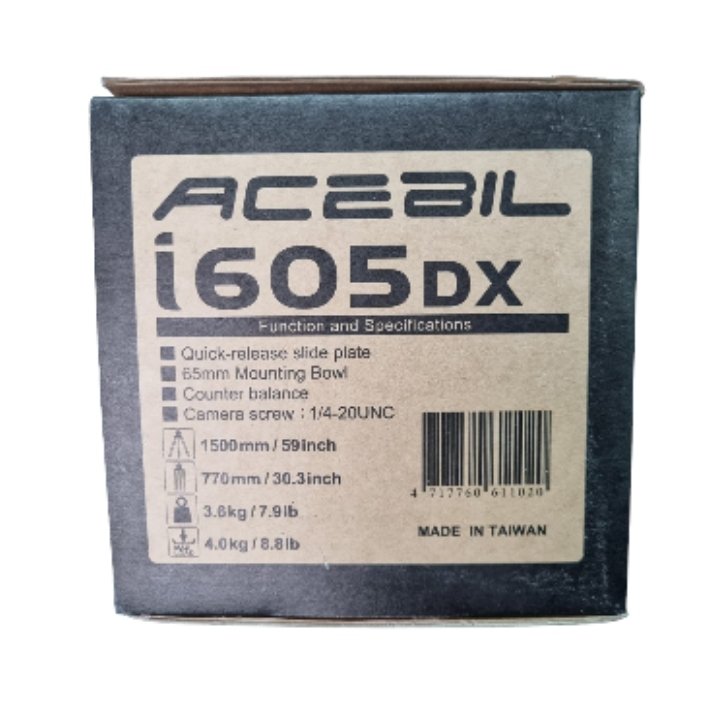 ACEBIL
i605DX
Function and Specifications
Quick-release slide plate
65mm Mounting Bowl
Counter balance
Camera screw : 1/4-20UNC
1500mm / 59inch
770mm / 30.3inch
3.6kg / 7.9lb
4.0kg / 8.8lb
4 717760 611020
MADE IN TAIWAN